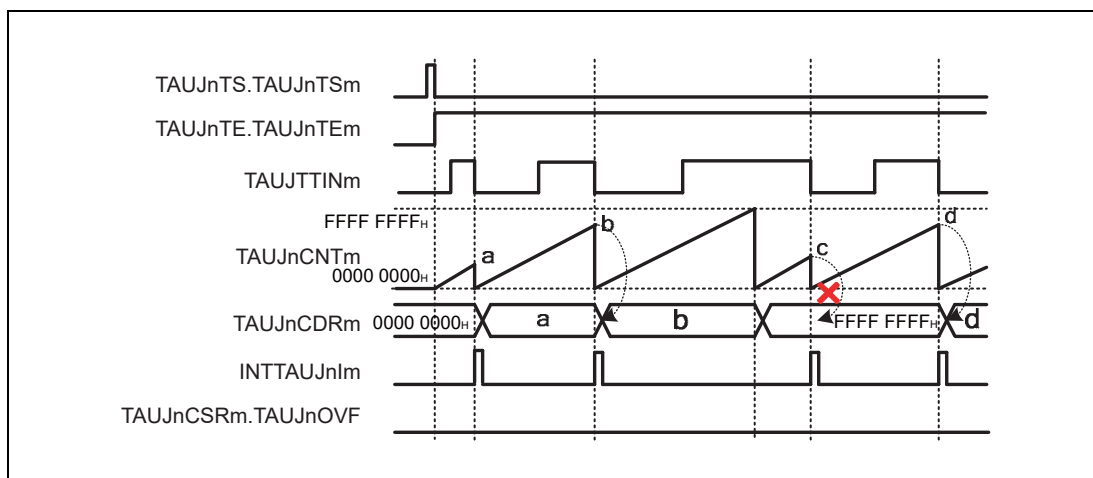 TAUJnTS.TAUJnTSm
TAUJnTE.TAUJnTEm
TAUJTTINm
FFFF FFFFH
TAUJnCNTm
0000 0000H
a
b
c
d
TAUJnCDRm
0000 0000H
a
b
FFFF FFFFH
d
INTTAUJnIm
TAUJnCSRm.TAUJnOVF